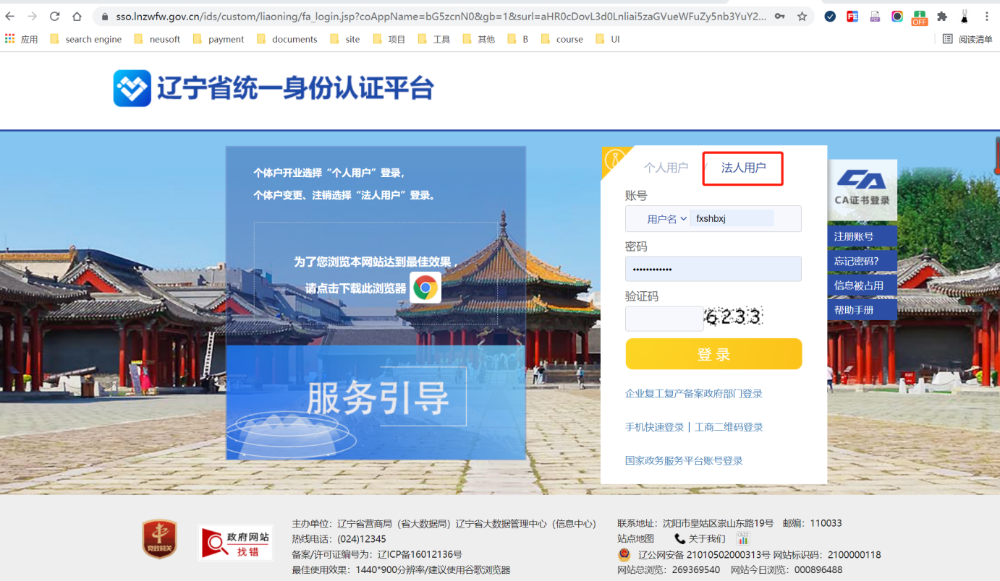 sso.lnzwfw.gov.cn/ids/custom/liaoning/fa_login.jsp?coAppName=bG5zcnN0&gb=1&surl=aHR0cDovL3d0Lnliai5zaGVueWFuZy5nb3YuY2...
OFF
应用 search engine neusoft payment documents site 项目 工具 其他 B course UI 阅读清单
辽宁省统一身份认证平台
个体户开业选择“个人用户”登录，
个体户变更、注销选择“法人用户”登录。
为了您浏览本网站达到最佳效果，
请点击下载此浏览器
服务引导
个人用户 / 法人用户
账号
用户名 fxshbxj
密码
••••••••••••
验证码
6233
登 录
企业复工复产备案政府部门登录
手机快速登录 | 工商二维码登录
国家政务服务平台账号登录
CA
CA证书登录
注册账号
忘记密码?
信息被占用
帮助手册
党政机关
政府网站
找错
主办单位：辽宁省营商局（省大数据局）辽宁省大数据管理中心（信息中心）
热线电话：(024)12345
备案/许可证编号为：辽ICP备16012136号
最佳使用效果：1440*900分辨率/建议使用谷歌浏览器
联系地址：沈阳市皇姑区崇山东路19号 邮编：110033
站点地图 关于我们
辽公网安备 21010502000313号 网站标识码：2100000118
网站总浏览：269369540 网站今日浏览：000896488